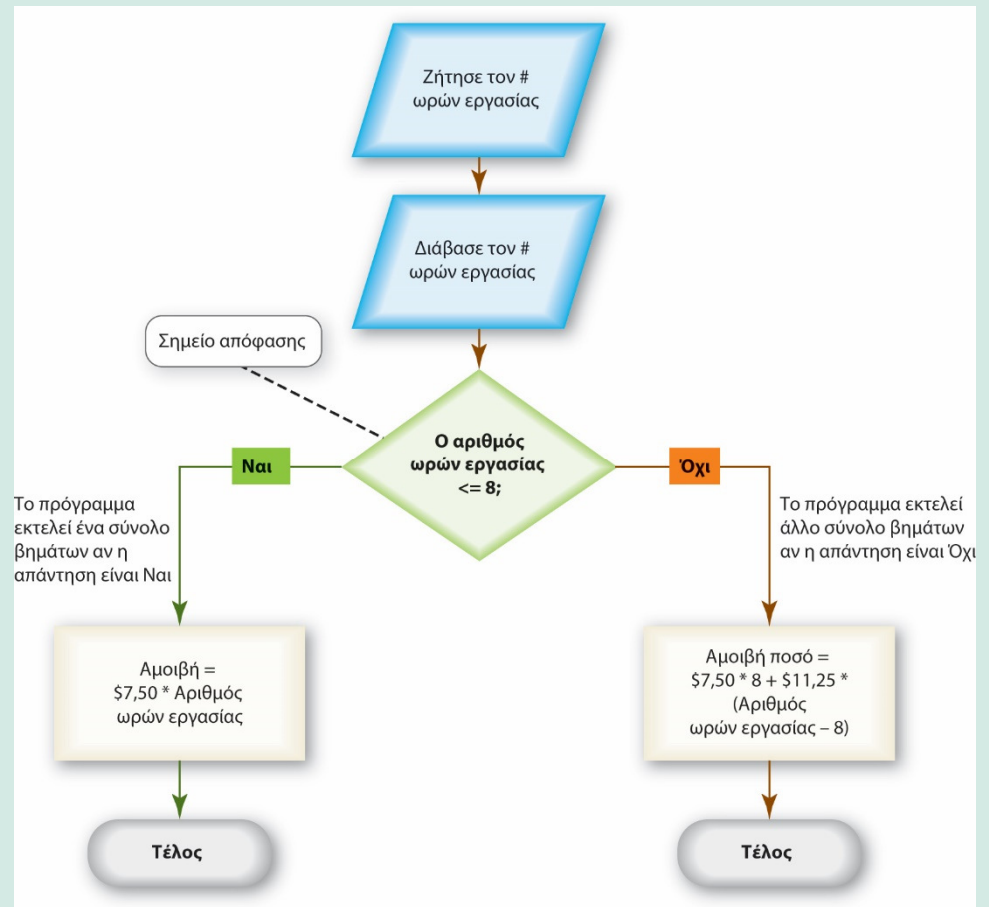 Ζήτησε τον #
ωρών εργασίας
Διάβασε τον #
ωρών εργασίας
Σημείο απόφασης
Ο αριθμός
ωρών εργασίας
<= 8;
Ναι
Όχι
Το πρόγραμμα
εκτελεί ένα σύνολο
βημάτων αν η
απάντηση είναι Ναι
Το πρόγραμμα εκτελεί
άλλο σύνολο βημάτων
αν η απάντηση είναι Όχι
Αμοιβή =
$7,50 * Αριθμός
ωρών εργασίας
Αμοιβή ποσό =
$7,50 * 8 + $11,25 *
(Αριθμός
ωρών εργασίας – 8)
Τέλος
Τέλος